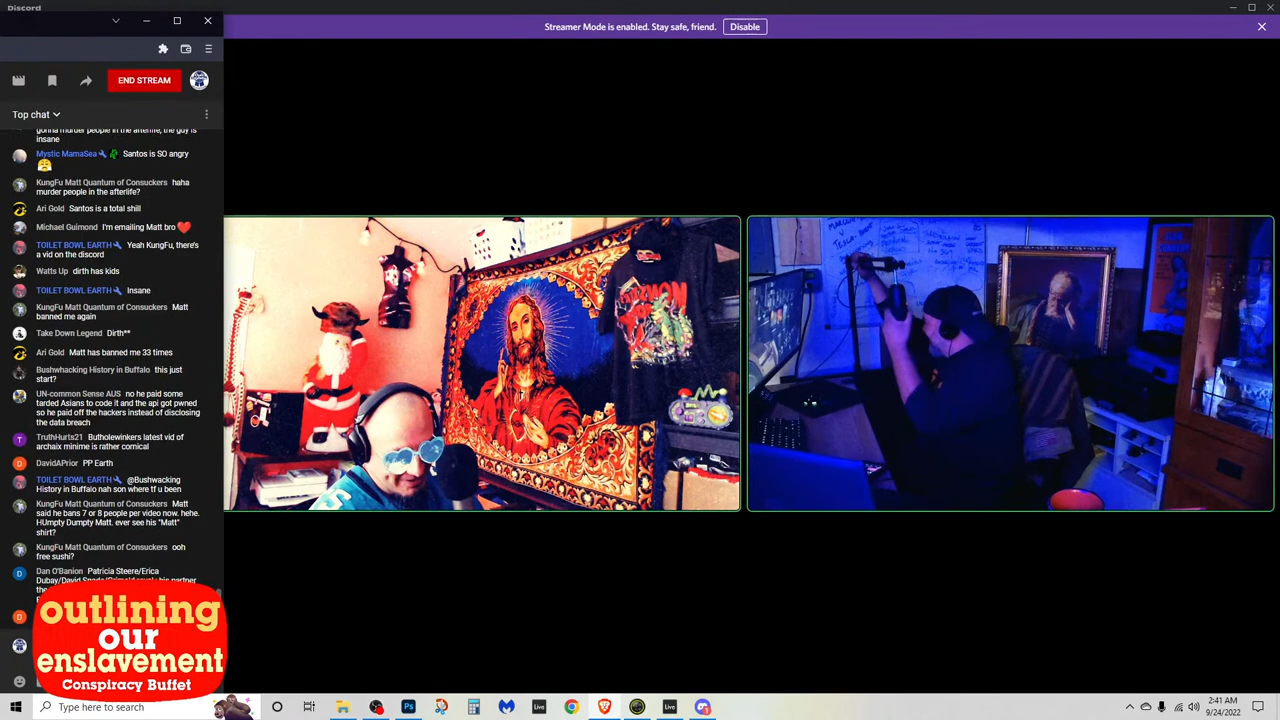 Discord
Streamer Mode is enabled. Stay safe, friend.
Disable
END STREAM
Top chat
gonna murder people in the afterlife, the guy is
insane
Mystic MamaSea Santos is SO angry
KungFu Matt Quantum of Consuckers haha
murder people in the afterlife?
Ari Gold Santos is a total shill
Michael Guimond I'm emailing Matt bro
TOILET BOWL EARTH Yeah KungFu, there's
a vid on the discord
Watts Up dirth has kids
TOILET BOWL EARTH Insane
KungFu Matt Quantum of Consuckers Matt
banned me again
Take Down Legend Dirth**
Ari Gold Matt has banned me 33 times
Bushwhacking History in Buffalo this just
start?
UN-common Sense AUS no he paid some
tarded Asians to code it and the api got pwned
so he paid off the hackers instead of disclosing
the data breach
TruthHurts21 Butholewinkers latest vid of
archaix minime is rather comical
DavidAPrior PP Earth
TOILET BOWL EARTH @Bushwacking
History in Buffalo nah son where tf u been
KungFu Matt Quantum of Consuckers Matt
said he bans 7 or 8 people per video now. hehe.
HUmpty Dumpty Matt. ever see his "Matt"
shirt?
KungFu Matt Quantum of Consuckers ooh
free sushi?
Dan O'Banion Patricia Steere/Erica
outlining
our
enslavement
Conspiracy Buffet
Type here to search
Ps
Live
Live
2:41 AM
9/24/2022